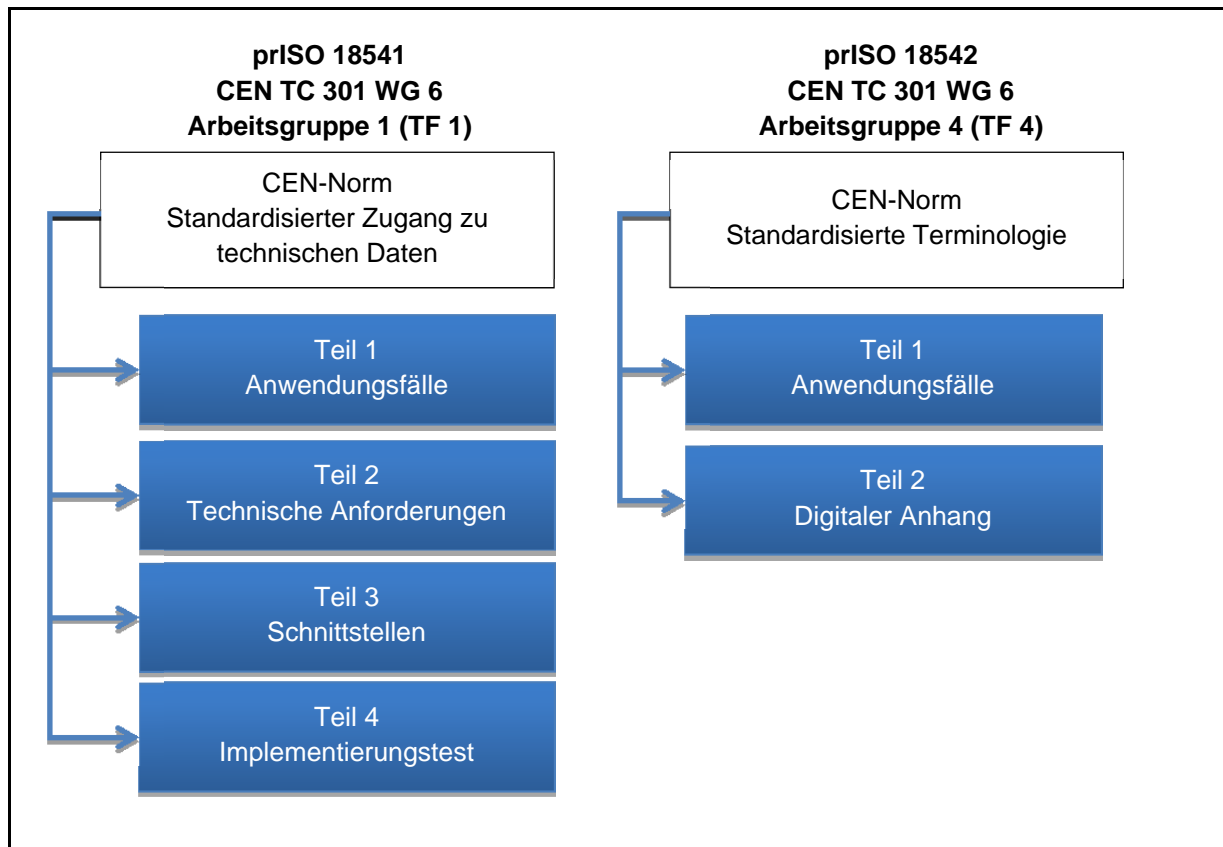 prISO 18541
CEN TC 301 WG 6
Arbeitsgruppe 1 (TF 1)
CEN-Norm
Standardisierter Zugang zu
technischen Daten
Teil 1
Anwendungsfälle
Teil 2
Technische Anforderungen
Teil 3
Schnittstellen
Teil 4
Implementierungstest
prISO 18542
CEN TC 301 WG 6
Arbeitsgruppe 4 (TF 4)
CEN-Norm
Standardisierte Terminologie
Teil 1
Anwendungsfälle
Teil 2
Digitaler Anhang